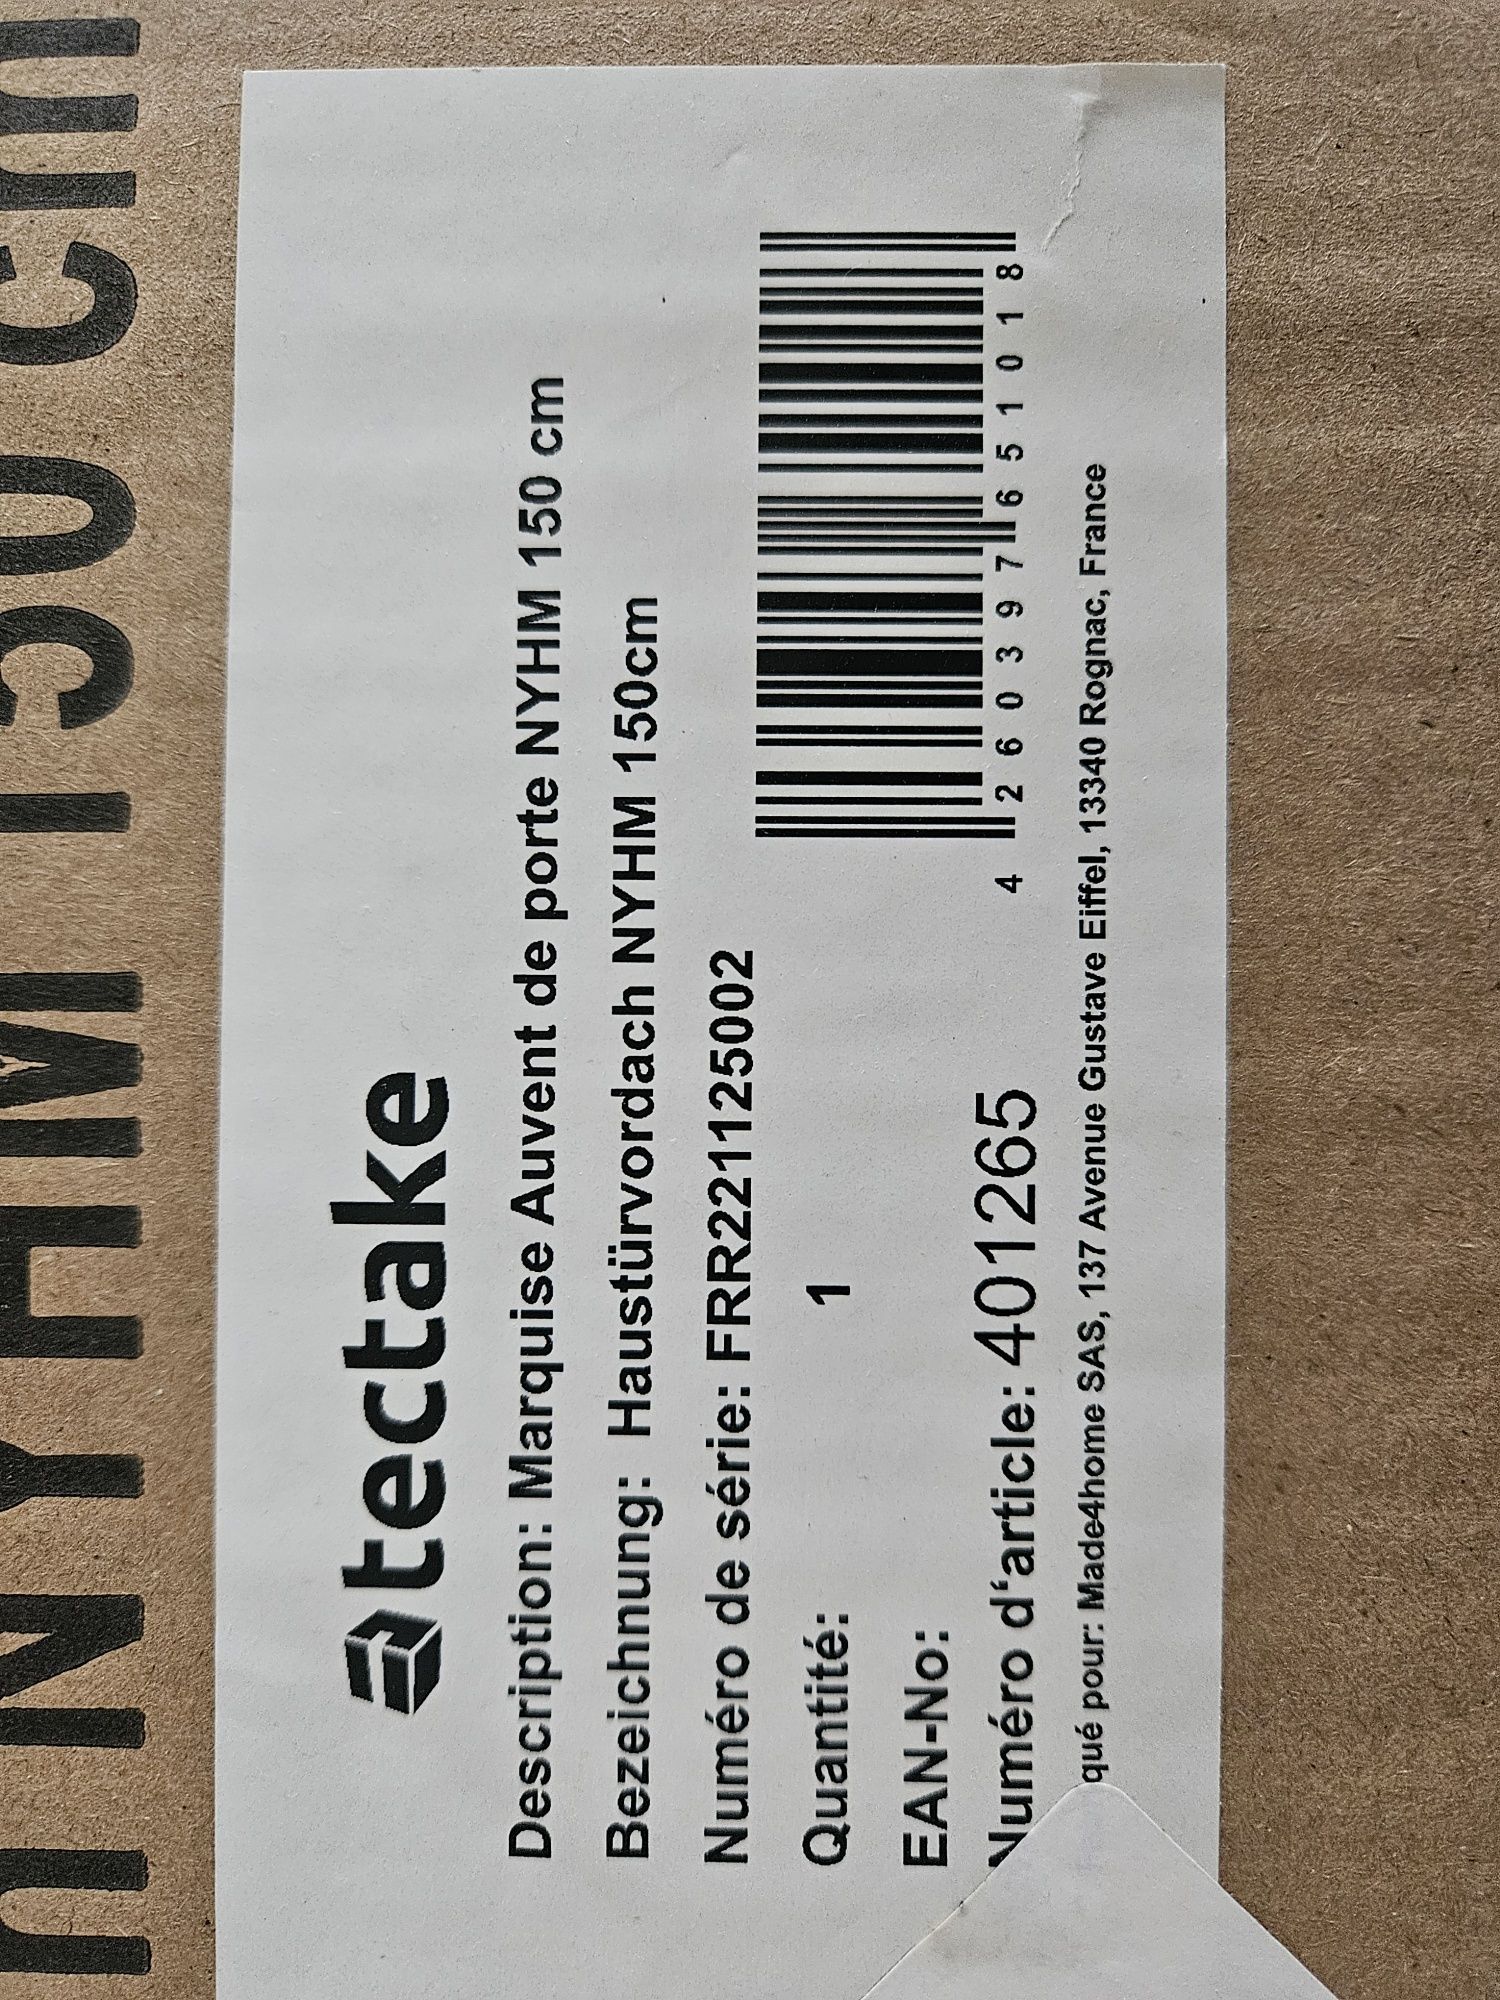 NYHM 150 cm
tectake
Description: Marquise Auvent de porte NYHM 150 cm
Bezeichnung: Haustürvordach NYHM 150cm
Numéro de série: FRR221125002
Quantité: 1
EAN-No:
4 260397 651018
Numéro d‘article: 401265
qué pour: Made4home SAS, 137 Avenue Gustave Eiffel, 13340 Rognac, France